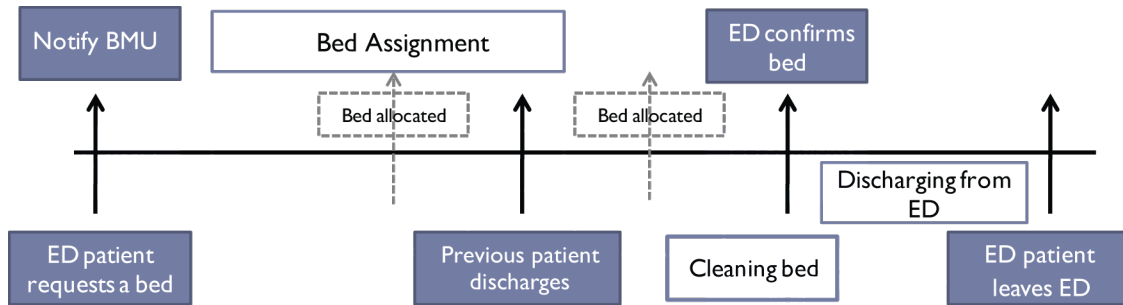 Notify BMU
Bed Assignment
ED confirms
bed
Bed allocated
Bed allocated
Discharging from
ED
ED patient
requests a bed
Previous patient
discharges
Cleaning bed
ED patient
leaves ED